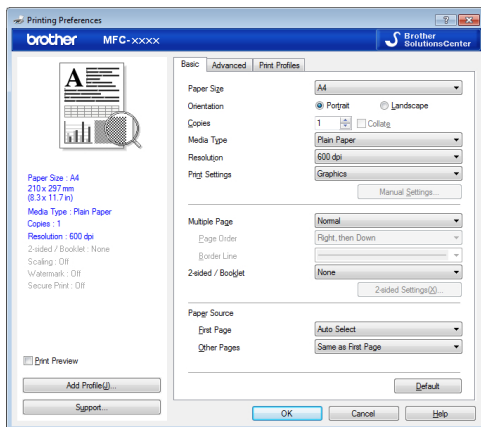 Printing Preferences
brother MFC-xxxx
Brother
SolutionsCenter
Basic Advanced Print Profiles
A
Paper Size A4
Orientation Portrait Landscape
Copies 1 Collate
Media Type Plain Paper
Resolution 600 dpi
Print Settings Graphics
Manual Settings...
Multiple Page Normal
Page Order Right, then Down
Border Line
2-sided / Booklet None
2-sided Settings(X)...
Paper Source
First Page Auto Select
Other Pages Same as First Page
Default
Paper Size : A4
210 x 297 mm
(8.3 x 11.7 in)
Media Type : Plain Paper
Copies : 1
Resolution : 600 dpi
2-sided / Booklet : None
Scaling : Off
Watermark : Off
Secure Print : Off
Print Preview
Add Profile(J)...
Support...
OK Cancel Help